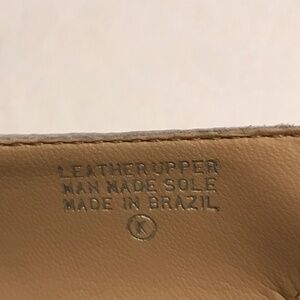 LEATHER UPPER
MAN MADE SOLE
MADE IN BRAZIL
K